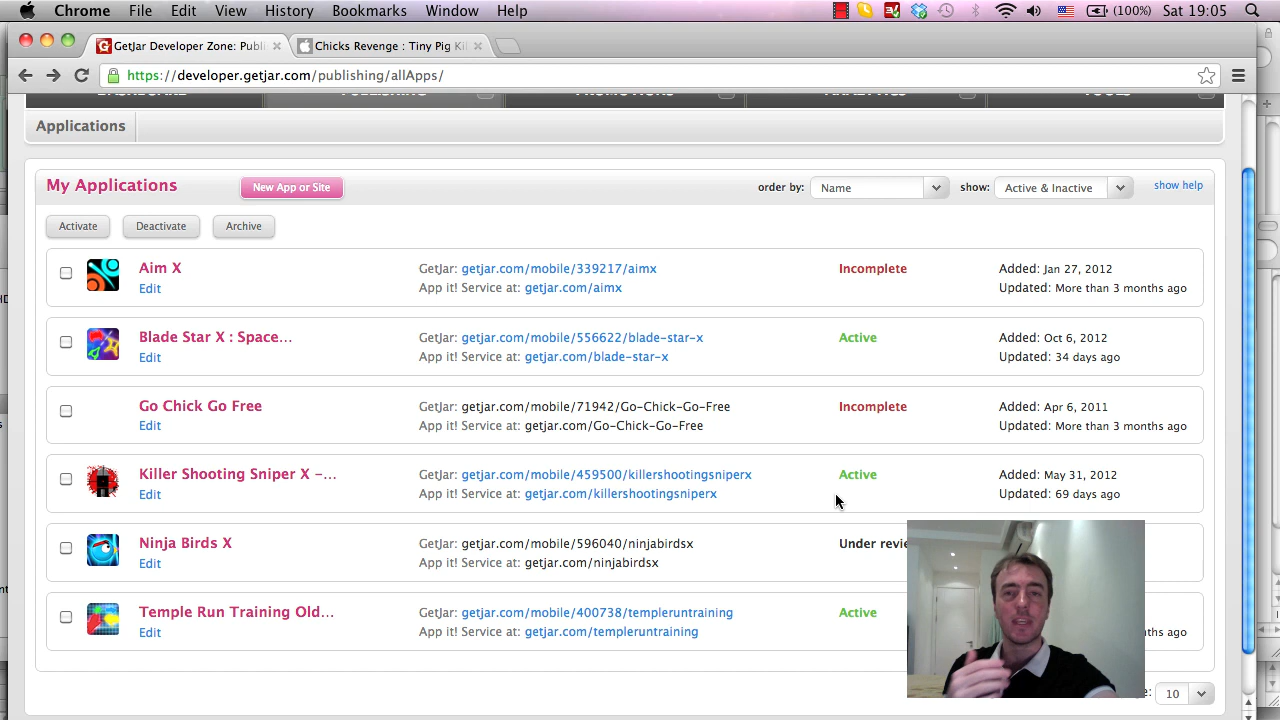 Chrome File Edit View History Bookmarks Window Help (100%) Sat 19:05
GetJar Developer Zone: Publi
Chicks Revenge : Tiny Pig Kil
https://developer.getjar.com/publishing/allApps/
Applications
My Applications New App or Site order by: Name show: Active & Inactive show help
Activate Deactivate Archive
Aim X GetJar: getjar.com/mobile/339217/aimx Incomplete Added: Jan 27, 2012
Edit App it! Service at: getjar.com/aimx Updated: More than 3 months ago
Blade Star X : Space... GetJar: getjar.com/mobile/556622/blade-star-x Active Added: Oct 6, 2012
Edit App it! Service at: getjar.com/blade-star-x Updated: 34 days ago
Go Chick Go Free GetJar: getjar.com/mobile/71942/Go-Chick-Go-Free Incomplete Added: Apr 6, 2011
Edit App it! Service at: getjar.com/Go-Chick-Go-Free Updated: More than 3 months ago
Killer Shooting Sniper X -... GetJar: getjar.com/mobile/459500/killershootingsniperx Active Added: May 31, 2012
Edit App it! Service at: getjar.com/killershootingsniperx Updated: 69 days ago
Ninja Birds X GetJar: getjar.com/mobile/596040/ninjabirdsx Under revie
Edit App it! Service at: getjar.com/ninjabirdsx
Temple Run Training Old... GetJar: getjar.com/mobile/400738/templeruntraining Active
Edit App it! Service at: getjar.com/templeruntraining ths ago
10